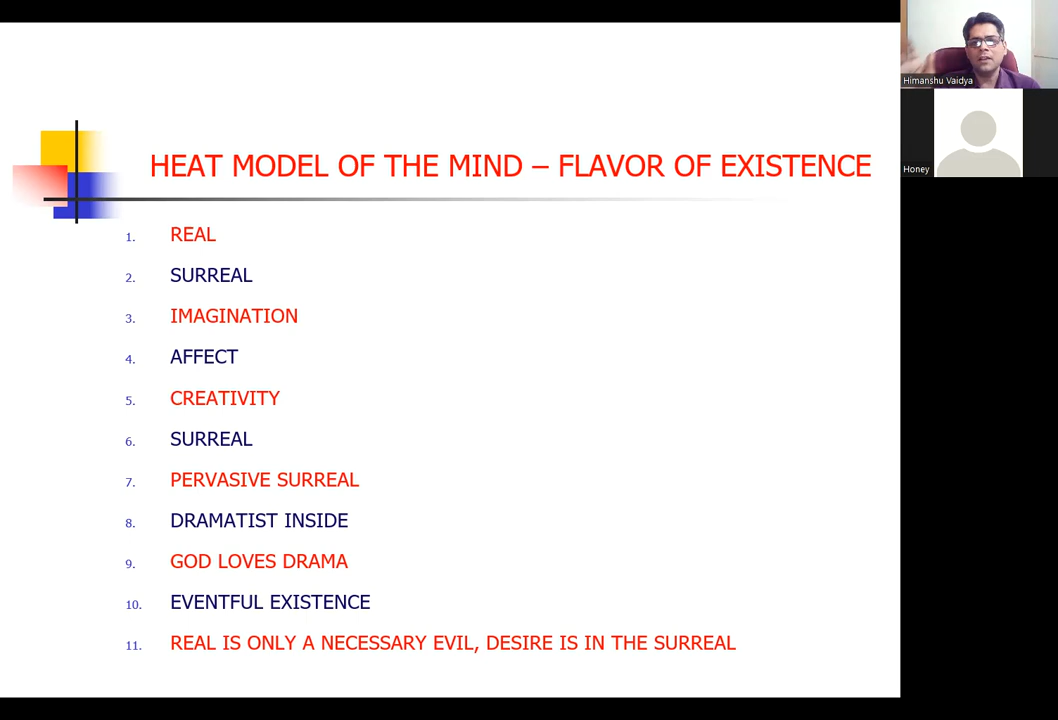 HEAT MODEL OF THE MIND – FLAVOR OF EXISTENCE
1. REAL
2. SURREAL
3. IMAGINATION
4. AFFECT
5. CREATIVITY
6. SURREAL
7. PERVASIVE SURREAL
8. DRAMATIST INSIDE
9. GOD LOVES DRAMA
10. EVENTFUL EXISTENCE
11. REAL IS ONLY A NECESSARY EVIL, DESIRE IS IN THE SURREAL
Himanshu Vaidya
Honey